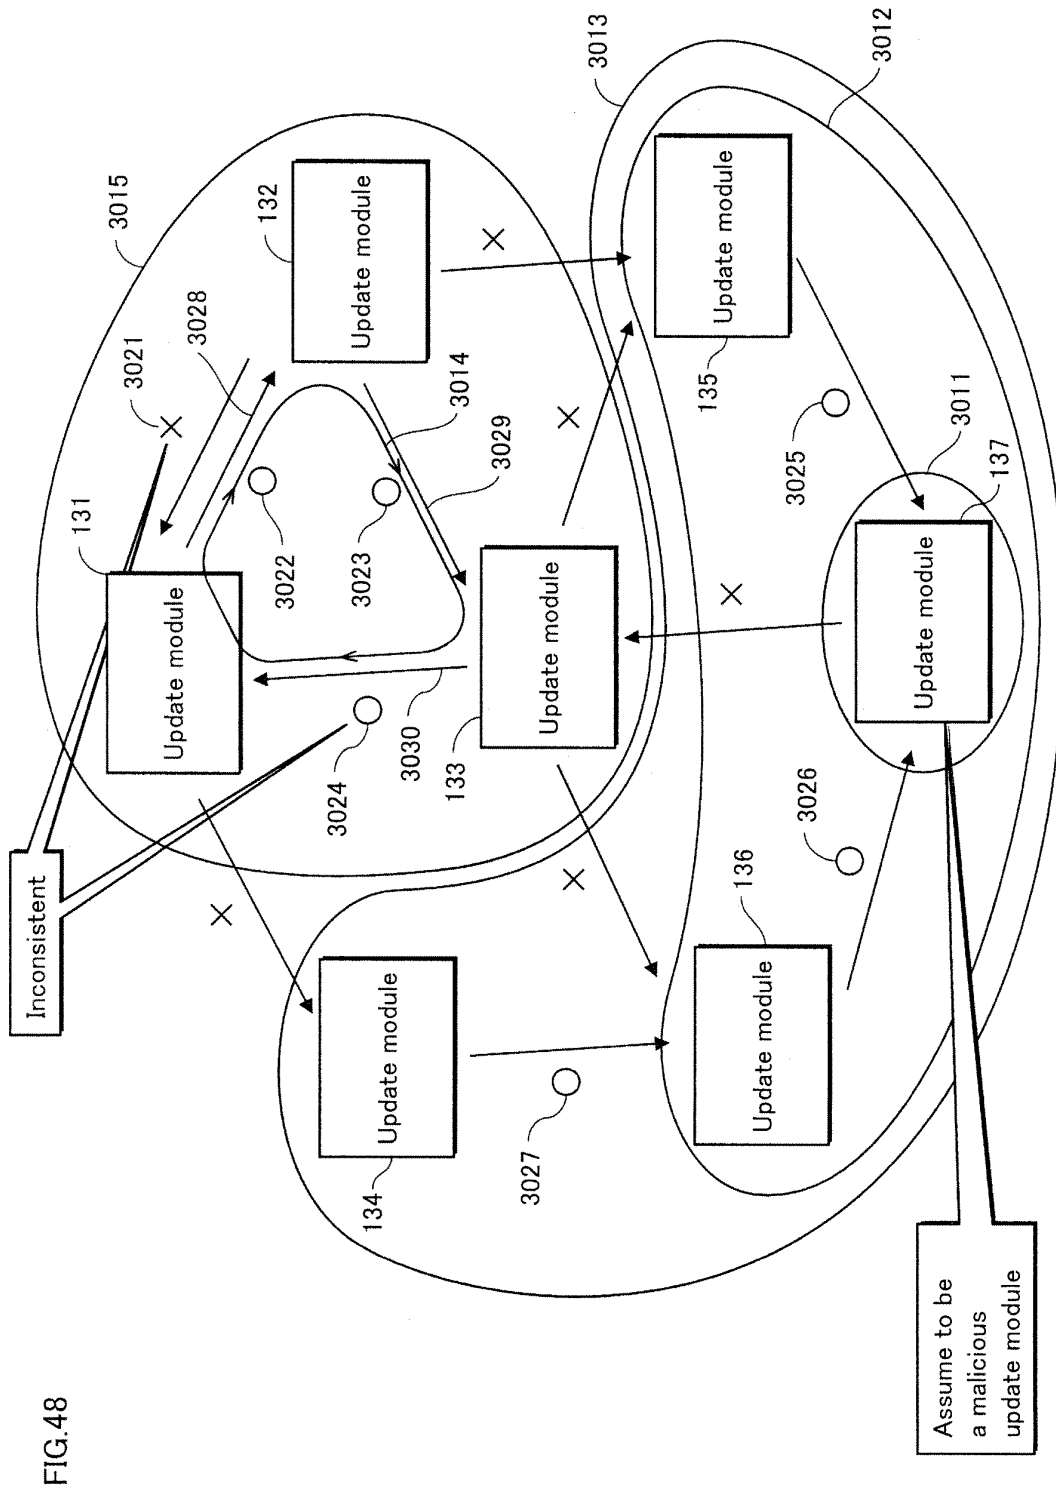 FIG.48
Inconsistent
3015
131
Update module
3021
3028
132
Update module
3022
3014
3023
3029
3024
3030
133
Update module
134
Update module
3027
3013
3012
135
Update module
3025
136
Update module
3026
3011
137
Update module
Assume to be
a malicious
update module